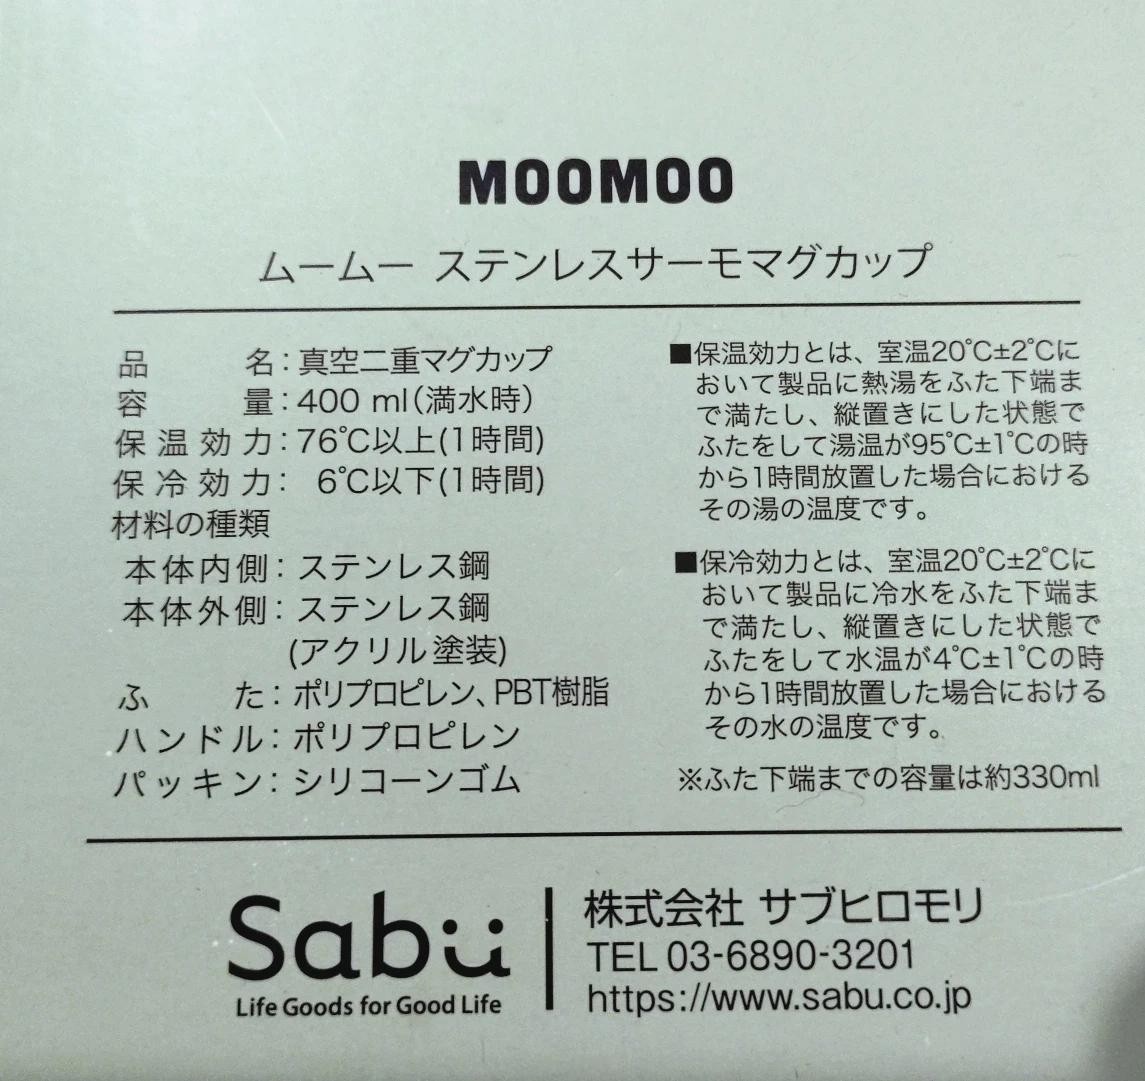 MOOMOO
ムームー ステンレスサーモマグカップ
品名:真空二重マグカップ
容量:400 ml(満水時)
保温効力:76℃以上(1時間)
保冷効力: 6℃以下(1時間)
材料の種類
本体内側:ステンレス鋼
本体外側:ステンレス鋼
(アクリル塗装)
ふた:ポリプロピレン、PBT樹脂
ハンドル:ポリプロピレン
パッキン:シリコーンゴム
■保温効力とは、室温20℃±2℃に
おいて製品に熱湯をふた下端ま
で満たし、縦置きにした状態で
ふたをして湯温が95℃±1℃の時
から1時間放置した場合における
その湯の温度です。
■保冷効力とは、室温20℃±2℃に
おいて製品に冷水をふた下端ま
で満たし、縦置きにした状態で
ふたをして水温が4℃±1℃の時
から1時間放置した場合における
その水の温度です。
※ふた下端までの容量は約330ml
Sabu
Life Goods for Good Life
株式会社 サブヒロモリ
TEL 03-6890-3201
https://www.sabu.co.jp